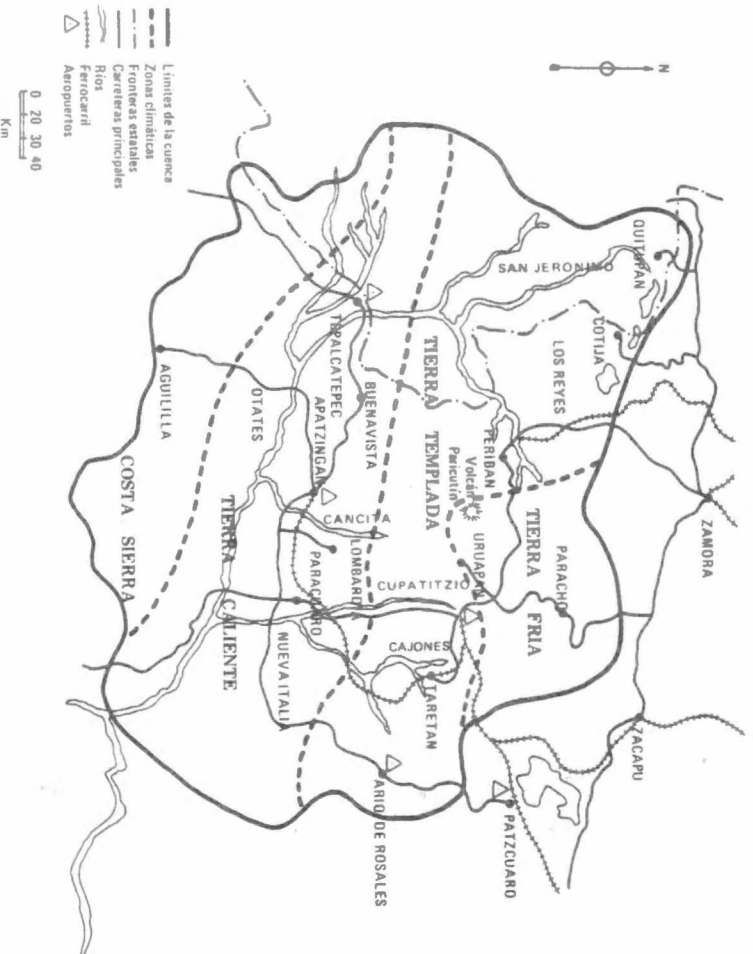 N
QUITUPAN
SAN JERONIMO
COTIJA
LOS REYES
ZAMORA
PERIBAN
Volcán
Paricutín
TIERRA TEMPLADA
TIERRA FRIA
PARACHO
URUAPAN
ZACAPU
PATZCUARO
TEPALCATEPEC
BUENAVISTA
APATZINGAN
CANCITA
LOMBARD
PARACUARO
CUPATITZIO
CAJONES
TARETAN
ARIO DE ROSALES
NUEVA ITALI
OTATES
AGUILILLA
TIERRA CALIENTE
COSTA SIERRA
Límites de la cuenca
Zonas climáticas
Fronteras estatales
Carreteras principales
Ríos
Ferrocarril
Aeropuertos
0 20 30 40
Km